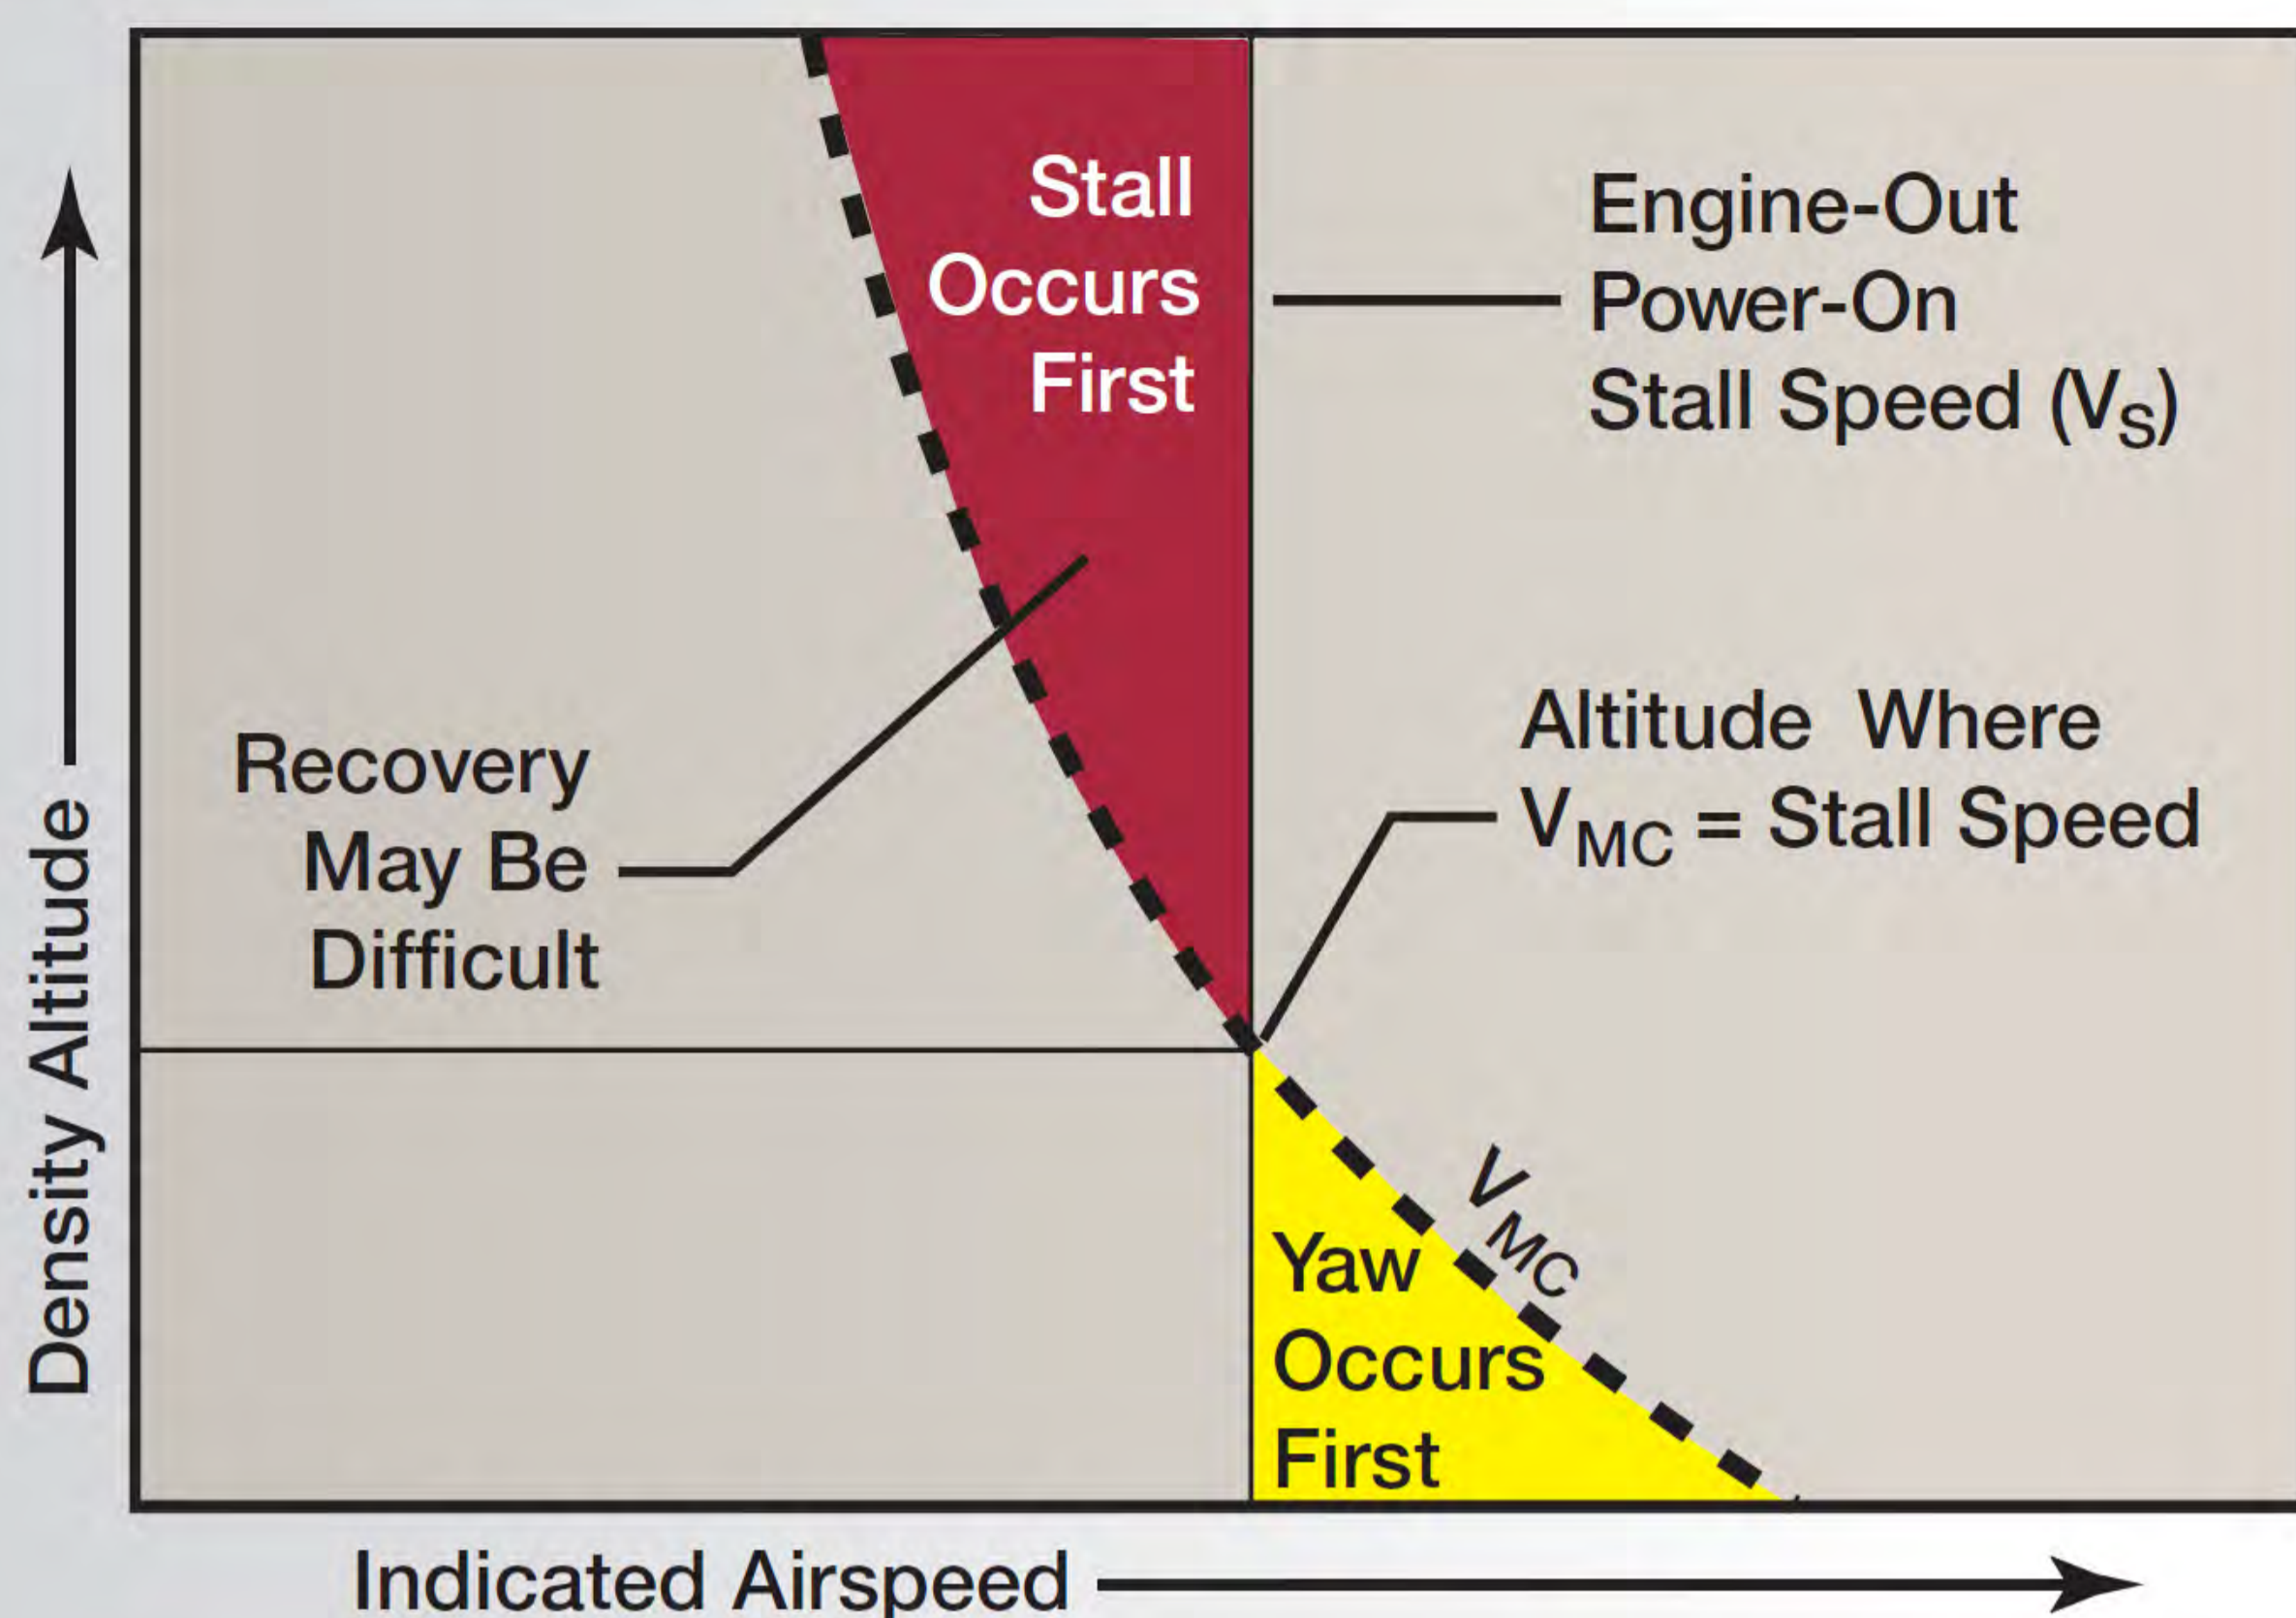 Stall
Occurs
First
Engine-Out
Power-On
Stall Speed (VS)
Recovery
May Be
Difficult
Altitude Where
VMC = Stall Speed
VMC
Yaw
Occurs
First
Density Altitude
Indicated Airspeed